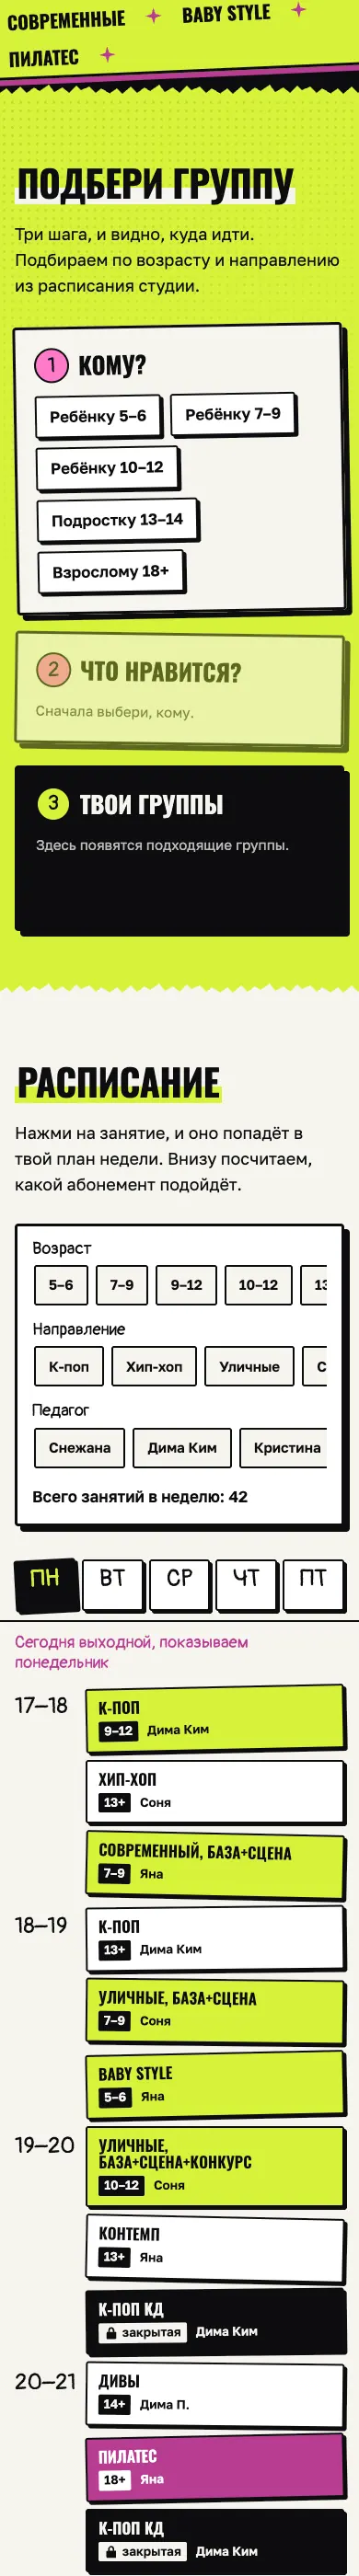 СОВРЕМЕННЫЕ BABY STYLE
ПИЛАТЕС
ПОДБЕРИ ГРУППУ
Три шага, и видно, куда идти.
Подбираем по возрасту и направлению
из расписания студии.
1 КОМУ?
Ребёнку 5–6 Ребёнку 7–9
Ребёнку 10–12
Подростку 13–14
Взрослому 18+
2 ЧТО НРАВИТСЯ?
Сначала выбери, кому.
3 ТВОИ ГРУППЫ
Здесь появятся подходящие группы.
РАСПИСАНИЕ
Нажми на занятие, и оно попадёт в
твой план недели. Внизу посчитаем,
какой абонемент подойдёт.
Возраст
5–6 7–9 9–12 10–12 13
Направление
К-поп Хип-хоп Уличные С
Педагог
Снежана Дима Ким Кристина
Всего занятий в неделю: 42
ПН ВТ СР ЧТ ПТ
Сегодня выходной, показываем
понедельник
17–18
К-ПОП
9–12 Дима Ким
ХИП-ХОП
13+ Соня
СОВРЕМЕННЫЙ, БАЗА+СЦЕНА
7–9 Яна
18–19
К-ПОП
13+ Дима Ким
УЛИЧНЫЕ, БАЗА+СЦЕНА
7–9 Соня
BABY STYLE
5–6 Яна
19–20
УЛИЧНЫЕ,
БАЗА+СЦЕНА+КОНКУРС
10–12 Соня
КОНТЕМП
13+ Яна
К-ПОП КД
закрытая Дима Ким
20–21
ДИВЫ
14+ Дима П.
ПИЛАТЕС
18+ Яна
К-ПОП КД
закрытая Дима Ким